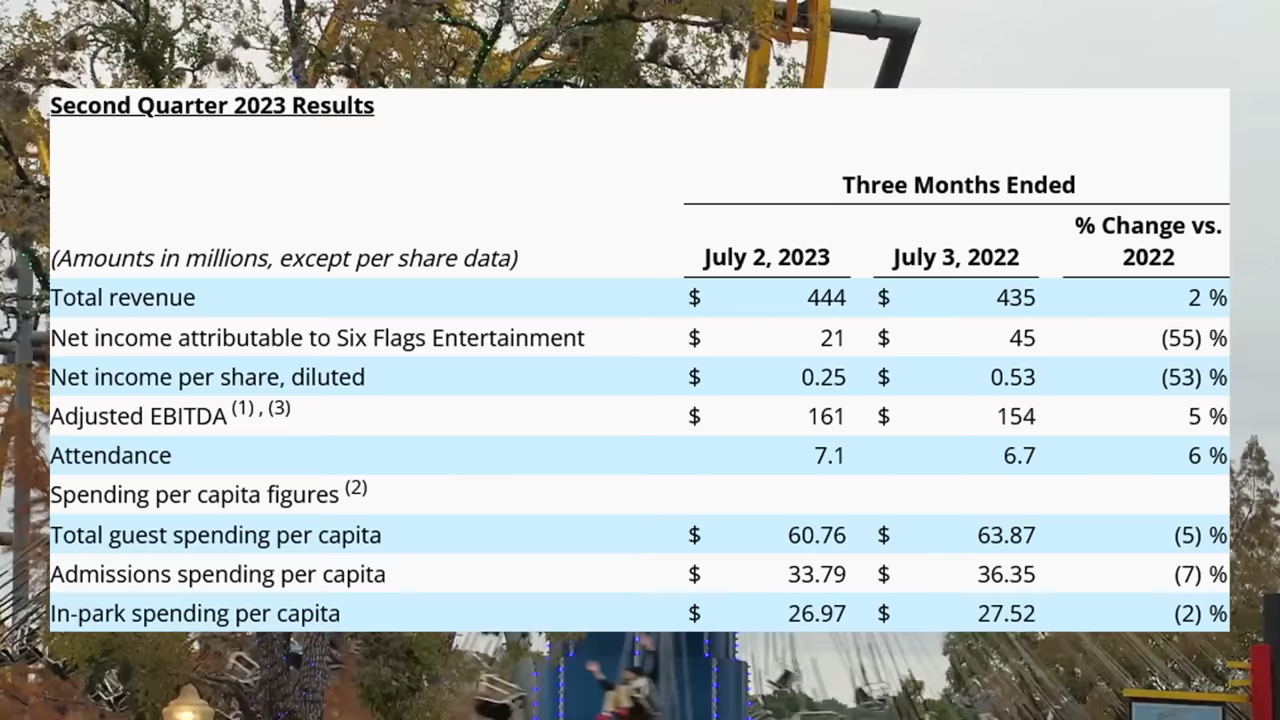 Second Quarter 2023 Results
Three Months Ended
% Change vs.
(Amounts in millions, except per share data) July 2, 2023 July 3, 2022 2022
Total revenue $ 444 $ 435 2 %
Net income attributable to Six Flags Entertainment $ 21 $ 45 (55) %
Net income per share, diluted $ 0.25 $ 0.53 (53) %
Adjusted EBITDA (1) , (3) $ 161 $ 154 5 %
Attendance 7.1 6.7 6 %
Spending per capita figures (2)
Total guest spending per capita $ 60.76 $ 63.87 (5) %
Admissions spending per capita $ 33.79 $ 36.35 (7) %
In-park spending per capita $ 26.97 $ 27.52 (2) %